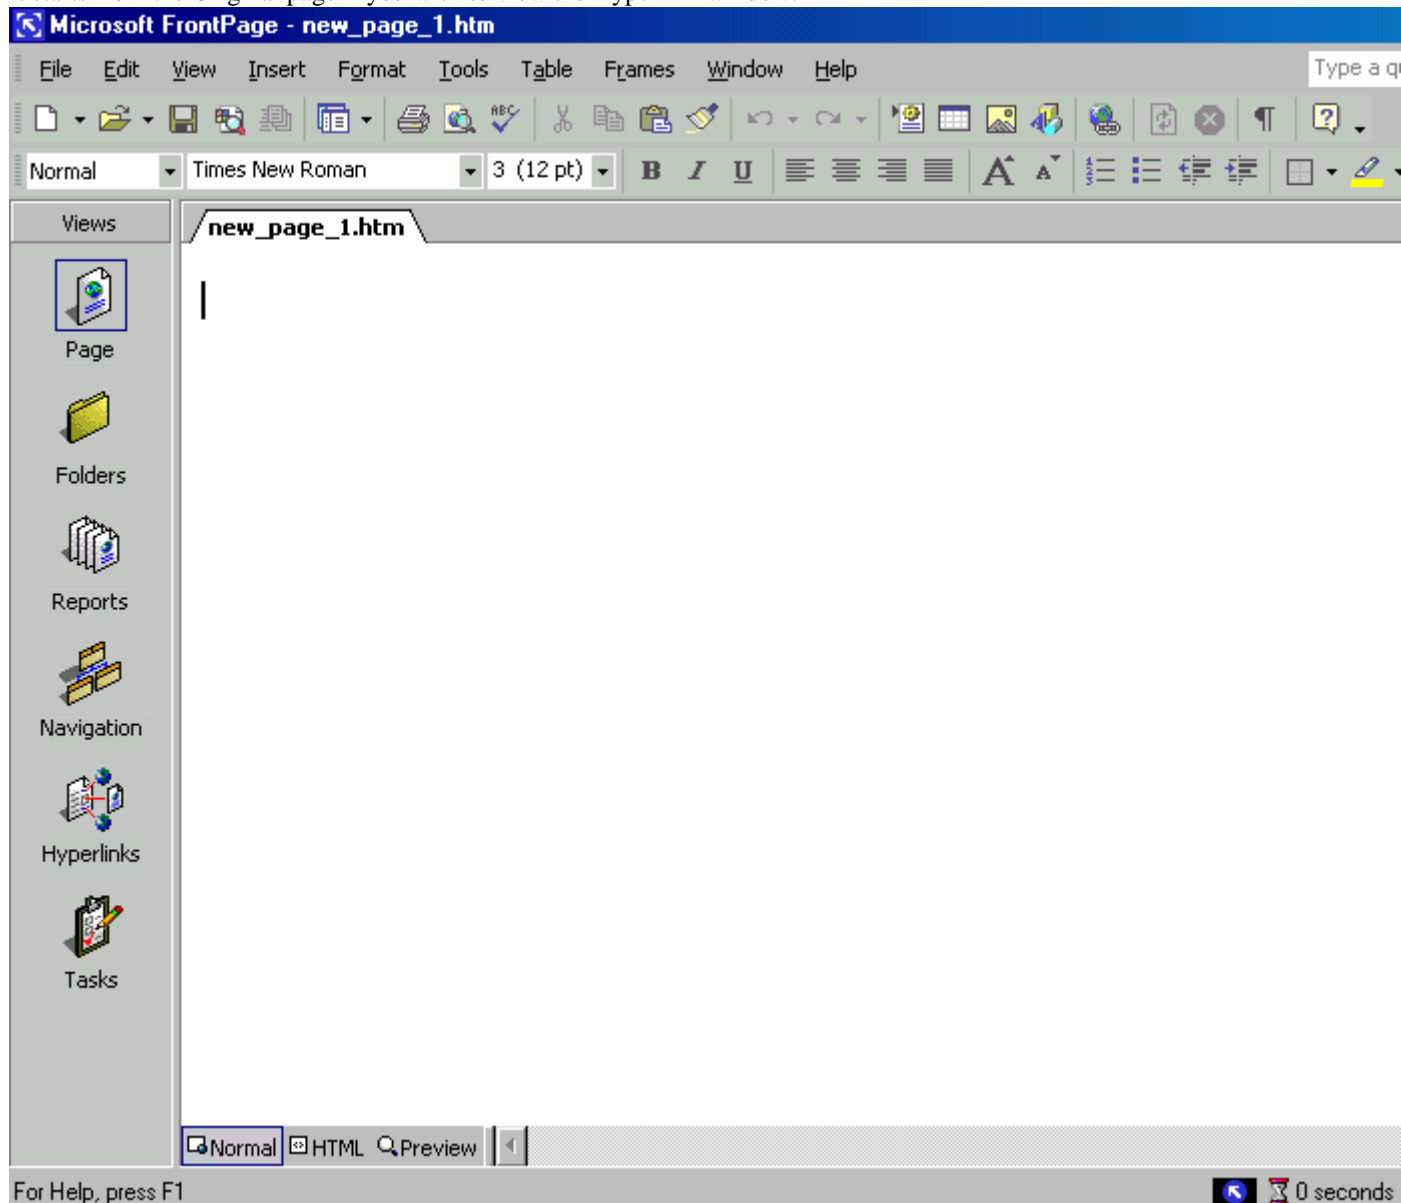 Microsoft FrontPage - new_page_1.htm
File Edit View Insert Format Tools Table Frames Window Help Type a qu
Normal Times New Roman 3 (12 pt) B I U A A
Views new_page_1.htm
Page
Folders
Reports
Navigation
Hyperlinks
Tasks
Normal HTML Preview
For Help, press F1 0 seconds